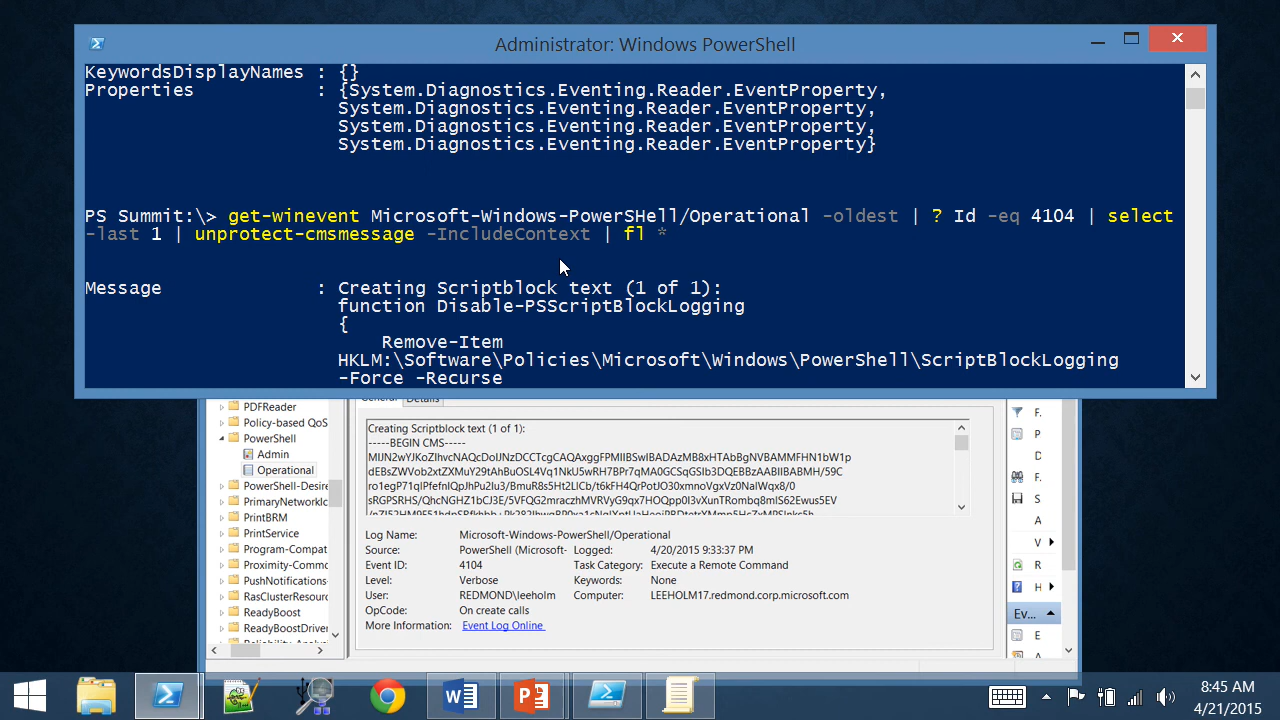 Administrator: Windows PowerShell
KeywordsDisplayNames : {}
Properties : {System.Diagnostics.Eventing.Reader.EventProperty,
System.Diagnostics.Eventing.Reader.EventProperty,
System.Diagnostics.Eventing.Reader.EventProperty,
System.Diagnostics.Eventing.Reader.EventProperty}
PS Summit:\> get-winevent Microsoft-Windows-PowerSHell/Operational -oldest | ? Id -eq 4104 | select
-last 1 | unprotect-cmsmessage -IncludeContext | fl *
Message : Creating Scriptblock text (1 of 1):
function Disable-PSScriptBlockLogging
{
Remove-Item
HKLM:\Software\Policies\Microsoft\Windows\PowerShell\ScriptBlockLogging
-Force -Recurse
PDFReader
Policy-based QoS
PowerShell
Admin
Operational
PowerShell-Desire
PrimaryNetworkIc
PrintBRM
PrintService
Program-Compat
Proximity-Commo
PushNotifications-
RasClusterResourc
ReadyBoost
ReadyBoostDriver
General Details
Creating Scriptblock text (1 of 1):
-----BEGIN CMS-----
Log Name: Microsoft-Windows-PowerShell/Operational
Source: PowerShell (Microsoft- Logged: 4/20/2015 9:33:37 PM
Event ID: 4104 Task Category: Execute a Remote Command
Level: Verbose Keywords: None
User: REDMOND\leeholm Computer: LEEHOLM17.redmond.corp.microsoft.com
OpCode: On create calls
More Information: Event Log Online
F.
P
D
F.
S
A
V
R
H
Ev...
E
A
8:45 AM
4/21/2015